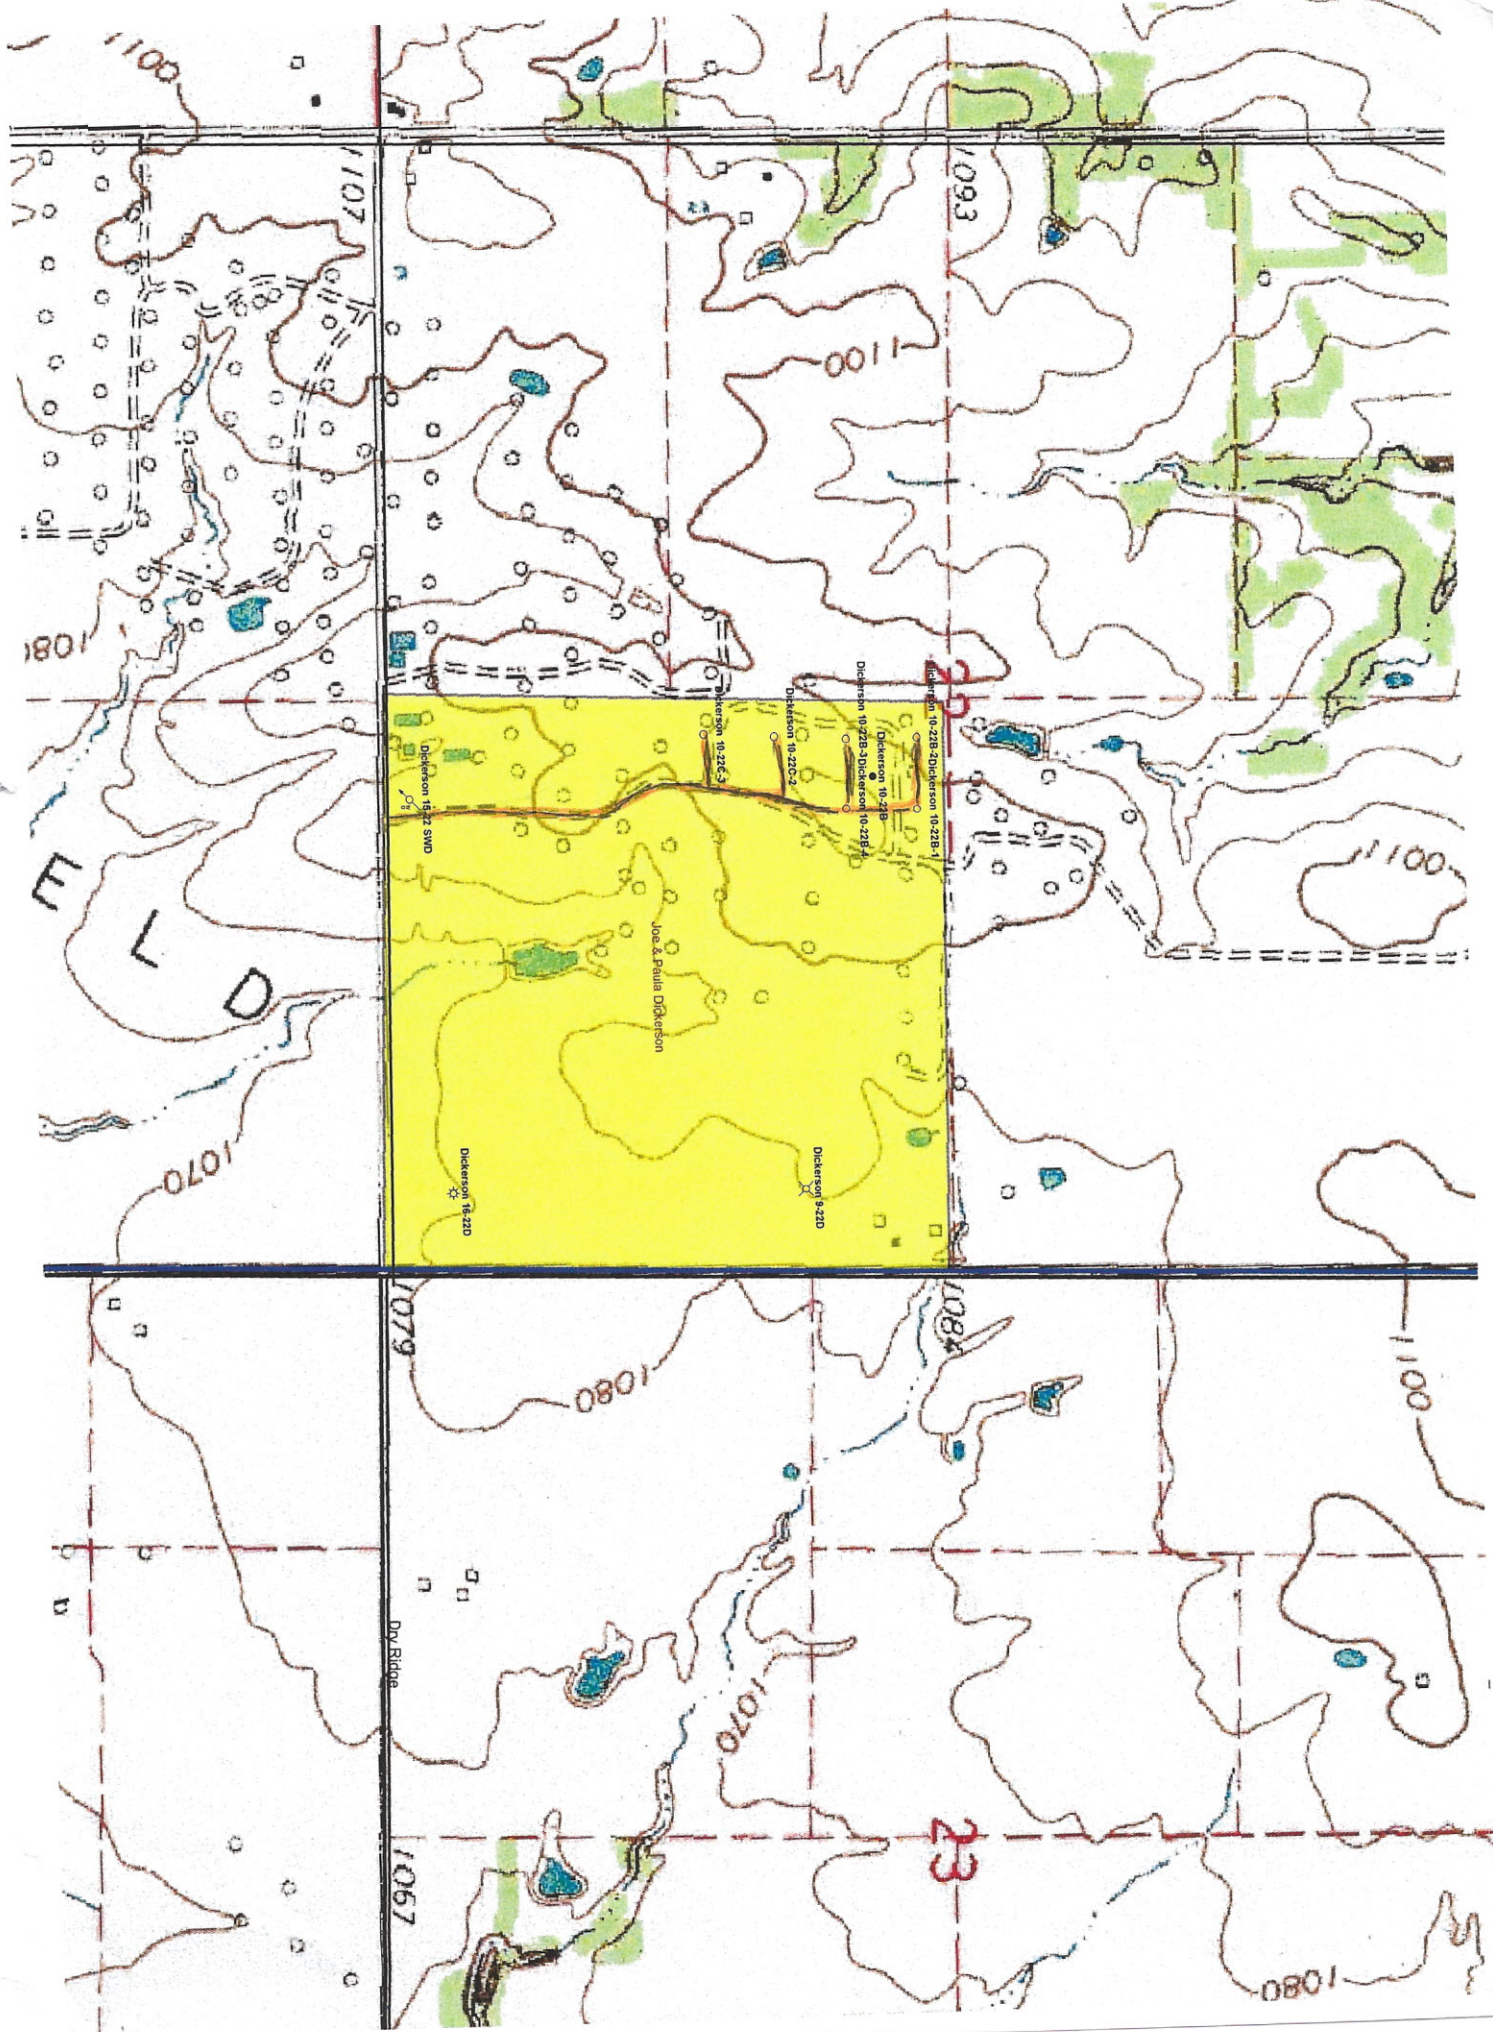 1100
1107
1093
1100
22
1080
Dickerson 10-22B-2
Dickerson 10-22B-1
Dickerson 10-22B
Dickerson 10-22B-3
Dickerson 10-22B-4
Dickerson 10-22C-2
Dickerson 10-22C-3
Dickerson 15-22 SWD
1100
E L D
Joe & Paula Dickerson
Dickerson 9-22D
Dickerson 16-22D
1070
1084
1079
1080
1100
Dry Ridge
1070
23
1067
1080